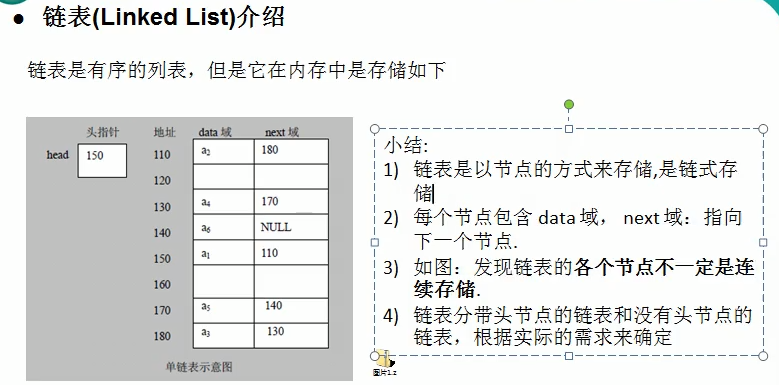 ● 链表(Linked List)介绍
链表是有序的列表，但是它在内存中是存储如下
头指针 地址 data 域 next 域
head 150 110 a₂ 180
120
130 a₄ 170
140 a₆ NULL
150 a₁ 110
160
170 a₅ 140
180 a₃ 130
单链表示意图
小结:
1) 链表是以节点的方式来存储,是链式存
储
2) 每个节点包含 data 域， next 域：指向
下一个节点.
3) 如图：发现链表的各个节点不一定是连
续存储.
4) 链表分带头节点的链表和没有头节点的
链表，根据实际的需求来确定
图片1.z